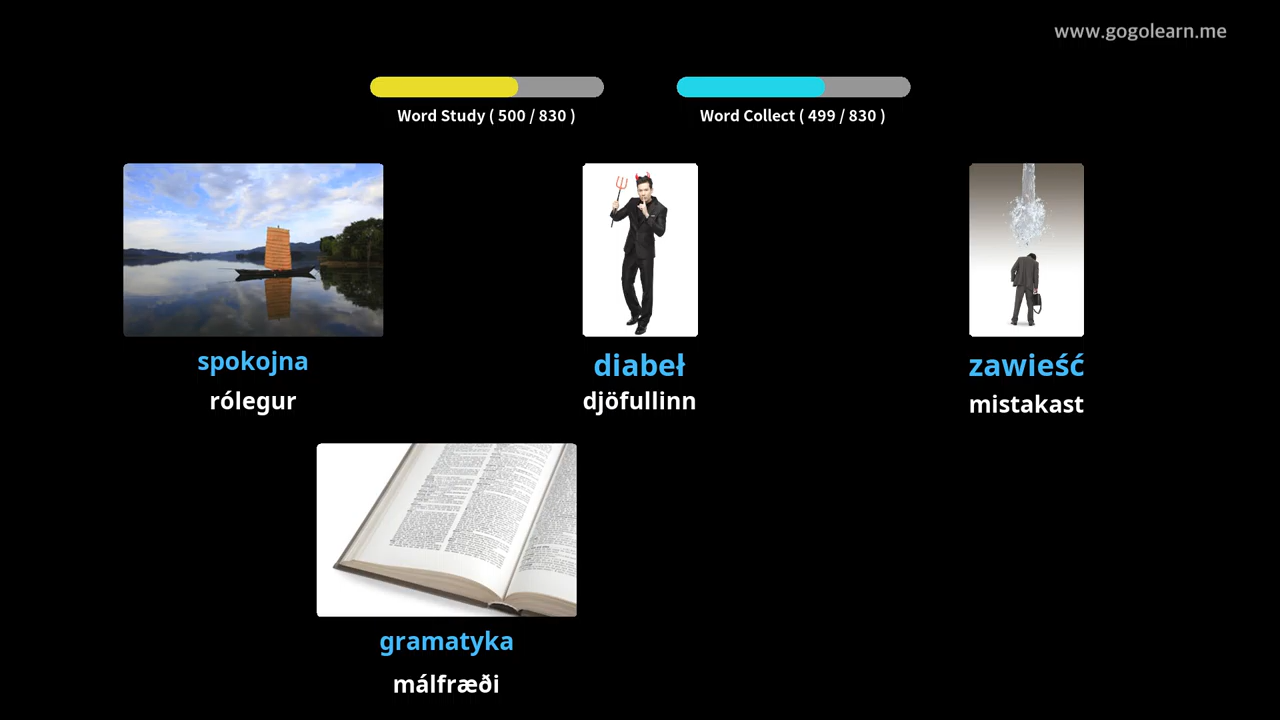 www.gogolearn.me
Word Study ( 500 / 830 )
Word Collect ( 499 / 830 )
spokojna
rólegur
diabeł
djöfullinn
zawieść
mistakast
gramatyka
málfræði